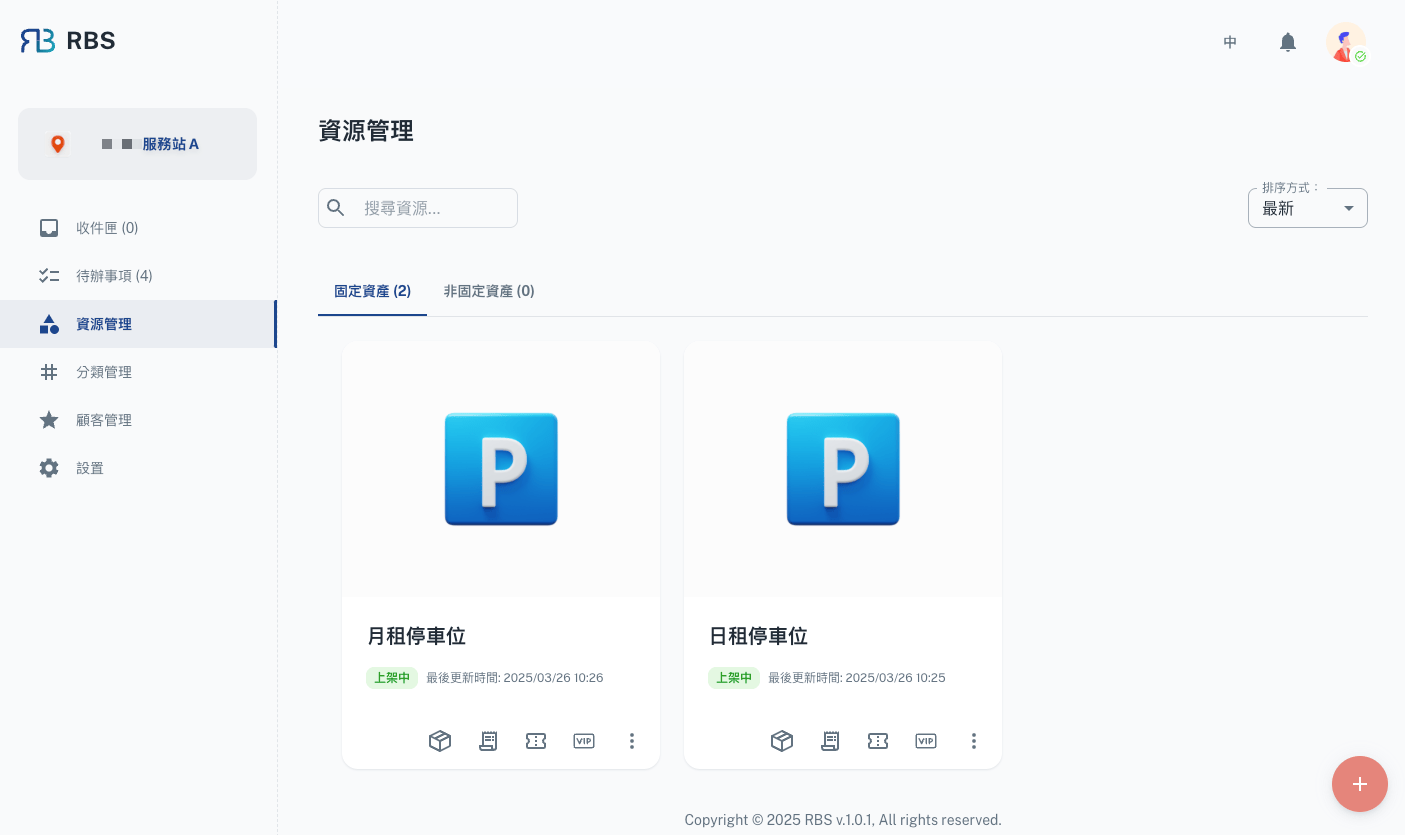 RBS
中
服務站 A
收件匣 (0)
待辦事項 (4)
資源管理
分類管理
顧客管理
設置
資源管理
搜尋資源...
排序方式：
最新
固定資產 (2)
非固定資產 (0)
P
月租停車位
上架中 最後更新時間: 2025/03/26 10:26
VIP
P
日租停車位
上架中 最後更新時間: 2025/03/26 10:25
VIP
Copyright © 2025 RBS v.1.0.1, All rights reserved.